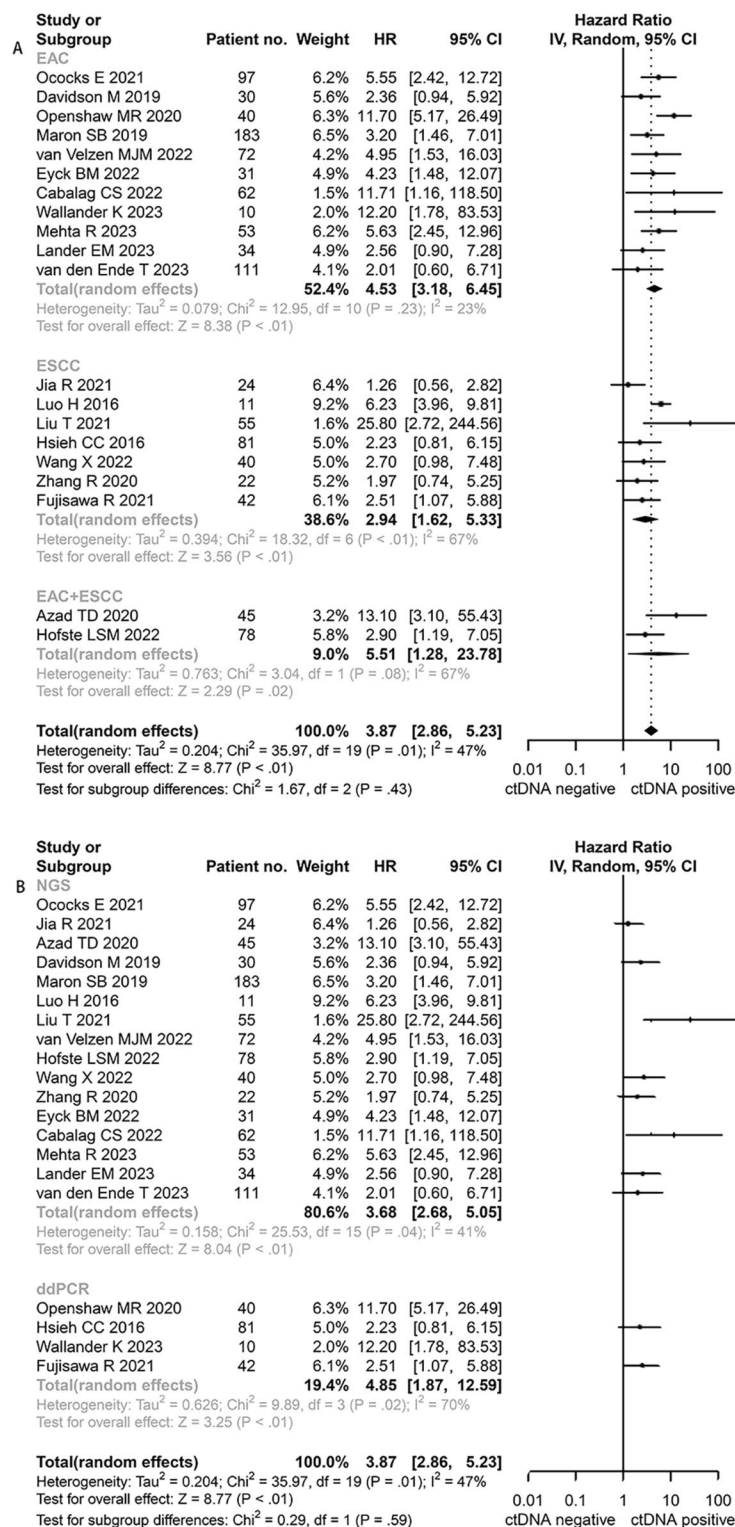 Study or Hazard Ratio
A Subgroup Patient no. Weight HR 95% CI IV, Random, 95% CI
EAC
Ococks E 2021 97 6.2% 5.55 [2.42, 12.72]
Davidson M 2019 30 5.6% 2.36 [0.94, 5.92]
Openshaw MR 2020 40 6.3% 11.70 [5.17, 26.49]
Maron SB 2019 183 6.5% 3.20 [1.46, 7.01]
van Velzen MJM 2022 72 4.2% 4.95 [1.53, 16.03]
Eyck BM 2022 31 4.9% 4.23 [1.48, 12.07]
Cabalag CS 2022 62 1.5% 11.71 [1.16, 118.50]
Wallander K 2023 10 2.0% 12.20 [1.78, 83.53]
Mehta R 2023 53 6.2% 5.63 [2.45, 12.96]
Lander EM 2023 34 4.9% 2.56 [0.90, 7.28]
van den Ende T 2023 111 4.1% 2.01 [0.60, 6.71]
Total(random effects) 52.4% 4.53 [3.18, 6.45]
Heterogeneity: Tau² = 0.079; Chi² = 12.95, df = 10 (P = .23); I² = 23%
Test for overall effect: Z = 8.38 (P < .01)
ESCC
Jia R 2021 24 6.4% 1.26 [0.56, 2.82]
Luo H 2016 11 9.2% 6.23 [3.96, 9.81]
Liu T 2021 55 1.6% 25.80 [2.72, 244.56]
Hsieh CC 2016 81 5.0% 2.23 [0.81, 6.15]
Wang X 2022 40 5.0% 2.70 [0.98, 7.48]
Zhang R 2020 22 5.2% 1.97 [0.74, 5.25]
Fujisawa R 2021 42 6.1% 2.51 [1.07, 5.88]
Total(random effects) 38.6% 2.94 [1.62, 5.33]
Heterogeneity: Tau² = 0.394; Chi² = 18.32, df = 6 (P < .01); I² = 67%
Test for overall effect: Z = 3.56 (P < .01)
EAC+ESCC
Azad TD 2020 45 3.2% 13.10 [3.10, 55.43]
Hofste LSM 2022 78 5.8% 2.90 [1.19, 7.05]
Total(random effects) 9.0% 5.51 [1.28, 23.78]
Heterogeneity: Tau² = 0.763; Chi² = 3.04, df = 1 (P = .08); I² = 67%
Test for overall effect: Z = 2.29 (P = .02)
Total(random effects) 100.0% 3.87 [2.86, 5.23]
Heterogeneity: Tau² = 0.204; Chi² = 35.97, df = 19 (P = .01); I² = 47%
Test for overall effect: Z = 8.77 (P < .01) 0.01 0.1 1 10 100
Test for subgroup differences: Chi² = 1.67, df = 2 (P = .43) ctDNA negative ctDNA positive
Study or Hazard Ratio
Subgroup Patient no. Weight HR 95% CI IV, Random, 95% CI
B NGS
Ococks E 2021 97 6.2% 5.55 [2.42, 12.72]
Jia R 2021 24 6.4% 1.26 [0.56, 2.82]
Azad TD 2020 45 3.2% 13.10 [3.10, 55.43]
Davidson M 2019 30 5.6% 2.36 [0.94, 5.92]
Maron SB 2019 183 6.5% 3.20 [1.46, 7.01]
Luo H 2016 11 9.2% 6.23 [3.96, 9.81]
Liu T 2021 55 1.6% 25.80 [2.72, 244.56]
van Velzen MJM 2022 72 4.2% 4.95 [1.53, 16.03]
Hofste LSM 2022 78 5.8% 2.90 [1.19, 7.05]
Wang X 2022 40 5.0% 2.70 [0.98, 7.48]
Zhang R 2020 22 5.2% 1.97 [0.74, 5.25]
Eyck BM 2022 31 4.9% 4.23 [1.48, 12.07]
Cabalag CS 2022 62 1.5% 11.71 [1.16, 118.50]
Mehta R 2023 53 6.2% 5.63 [2.45, 12.96]
Lander EM 2023 34 4.9% 2.56 [0.90, 7.28]
van den Ende T 2023 111 4.1% 2.01 [0.60, 6.71]
Total(random effects) 80.6% 3.68 [2.68, 5.05]
Heterogeneity: Tau² = 0.158; Chi² = 25.53, df = 15 (P = .04); I² = 41%
Test for overall effect: Z = 8.04 (P < .01)
ddPCR
Openshaw MR 2020 40 6.3% 11.70 [5.17, 26.49]
Hsieh CC 2016 81 5.0% 2.23 [0.81, 6.15]
Wallander K 2023 10 2.0% 12.20 [1.78, 83.53]
Fujisawa R 2021 42 6.1% 2.51 [1.07, 5.88]
Total(random effects) 19.4% 4.85 [1.87, 12.59]
Heterogeneity: Tau² = 0.626; Chi² = 9.89, df = 3 (P = .02); I² = 70%
Test for overall effect: Z = 3.25 (P < .01)
Total(random effects) 100.0% 3.87 [2.86, 5.23]
Heterogeneity: Tau² = 0.204; Chi² = 35.97, df = 19 (P = .01); I² = 47%
Test for overall effect: Z = 8.77 (P < .01) 0.01 0.1 1 10 100
Test for subgroup differences: Chi² = 0.29, df = 1 (P = .59) ctDNA negative ctDNA positive